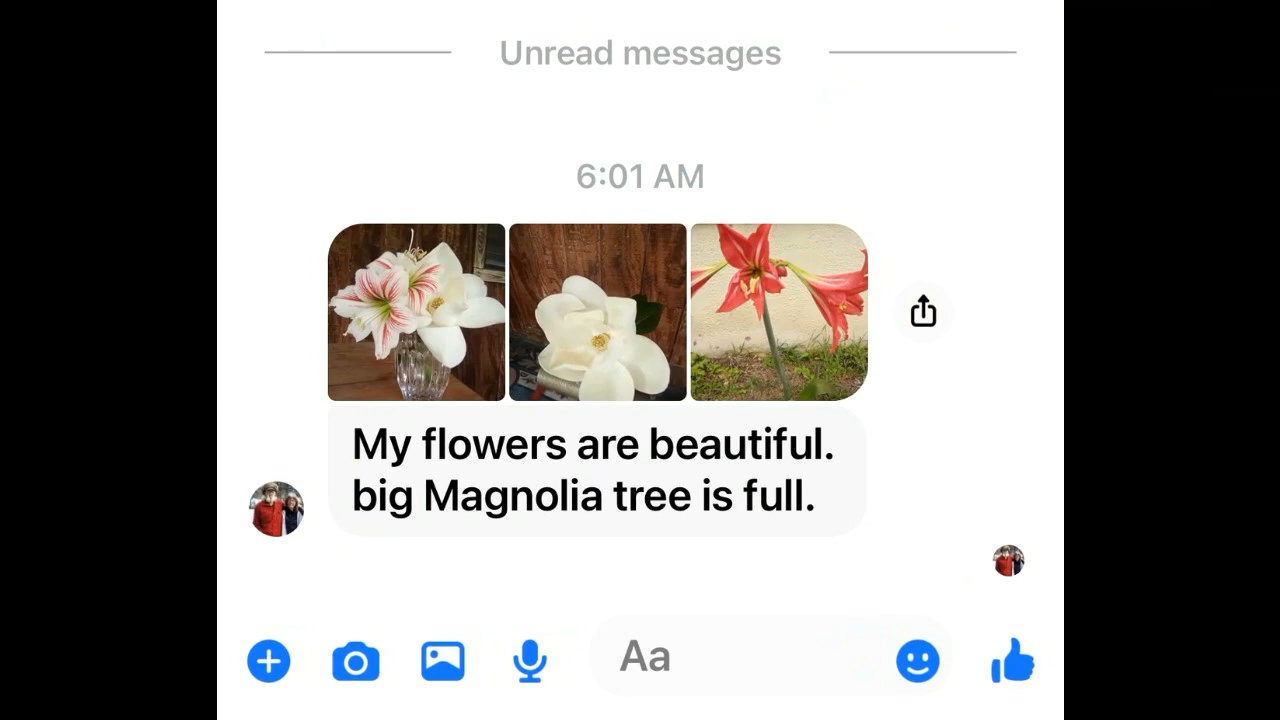 Unread messages
6:01 AM
My flowers are beautiful.
big Magnolia tree is full.
Aa